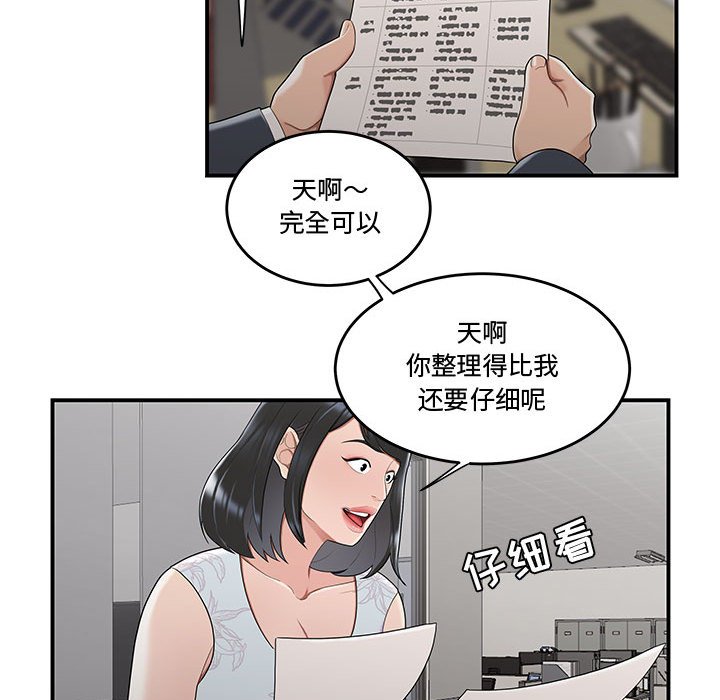 天啊～
完全可以
天啊
你整理得比我
还要仔细呢
仔细看